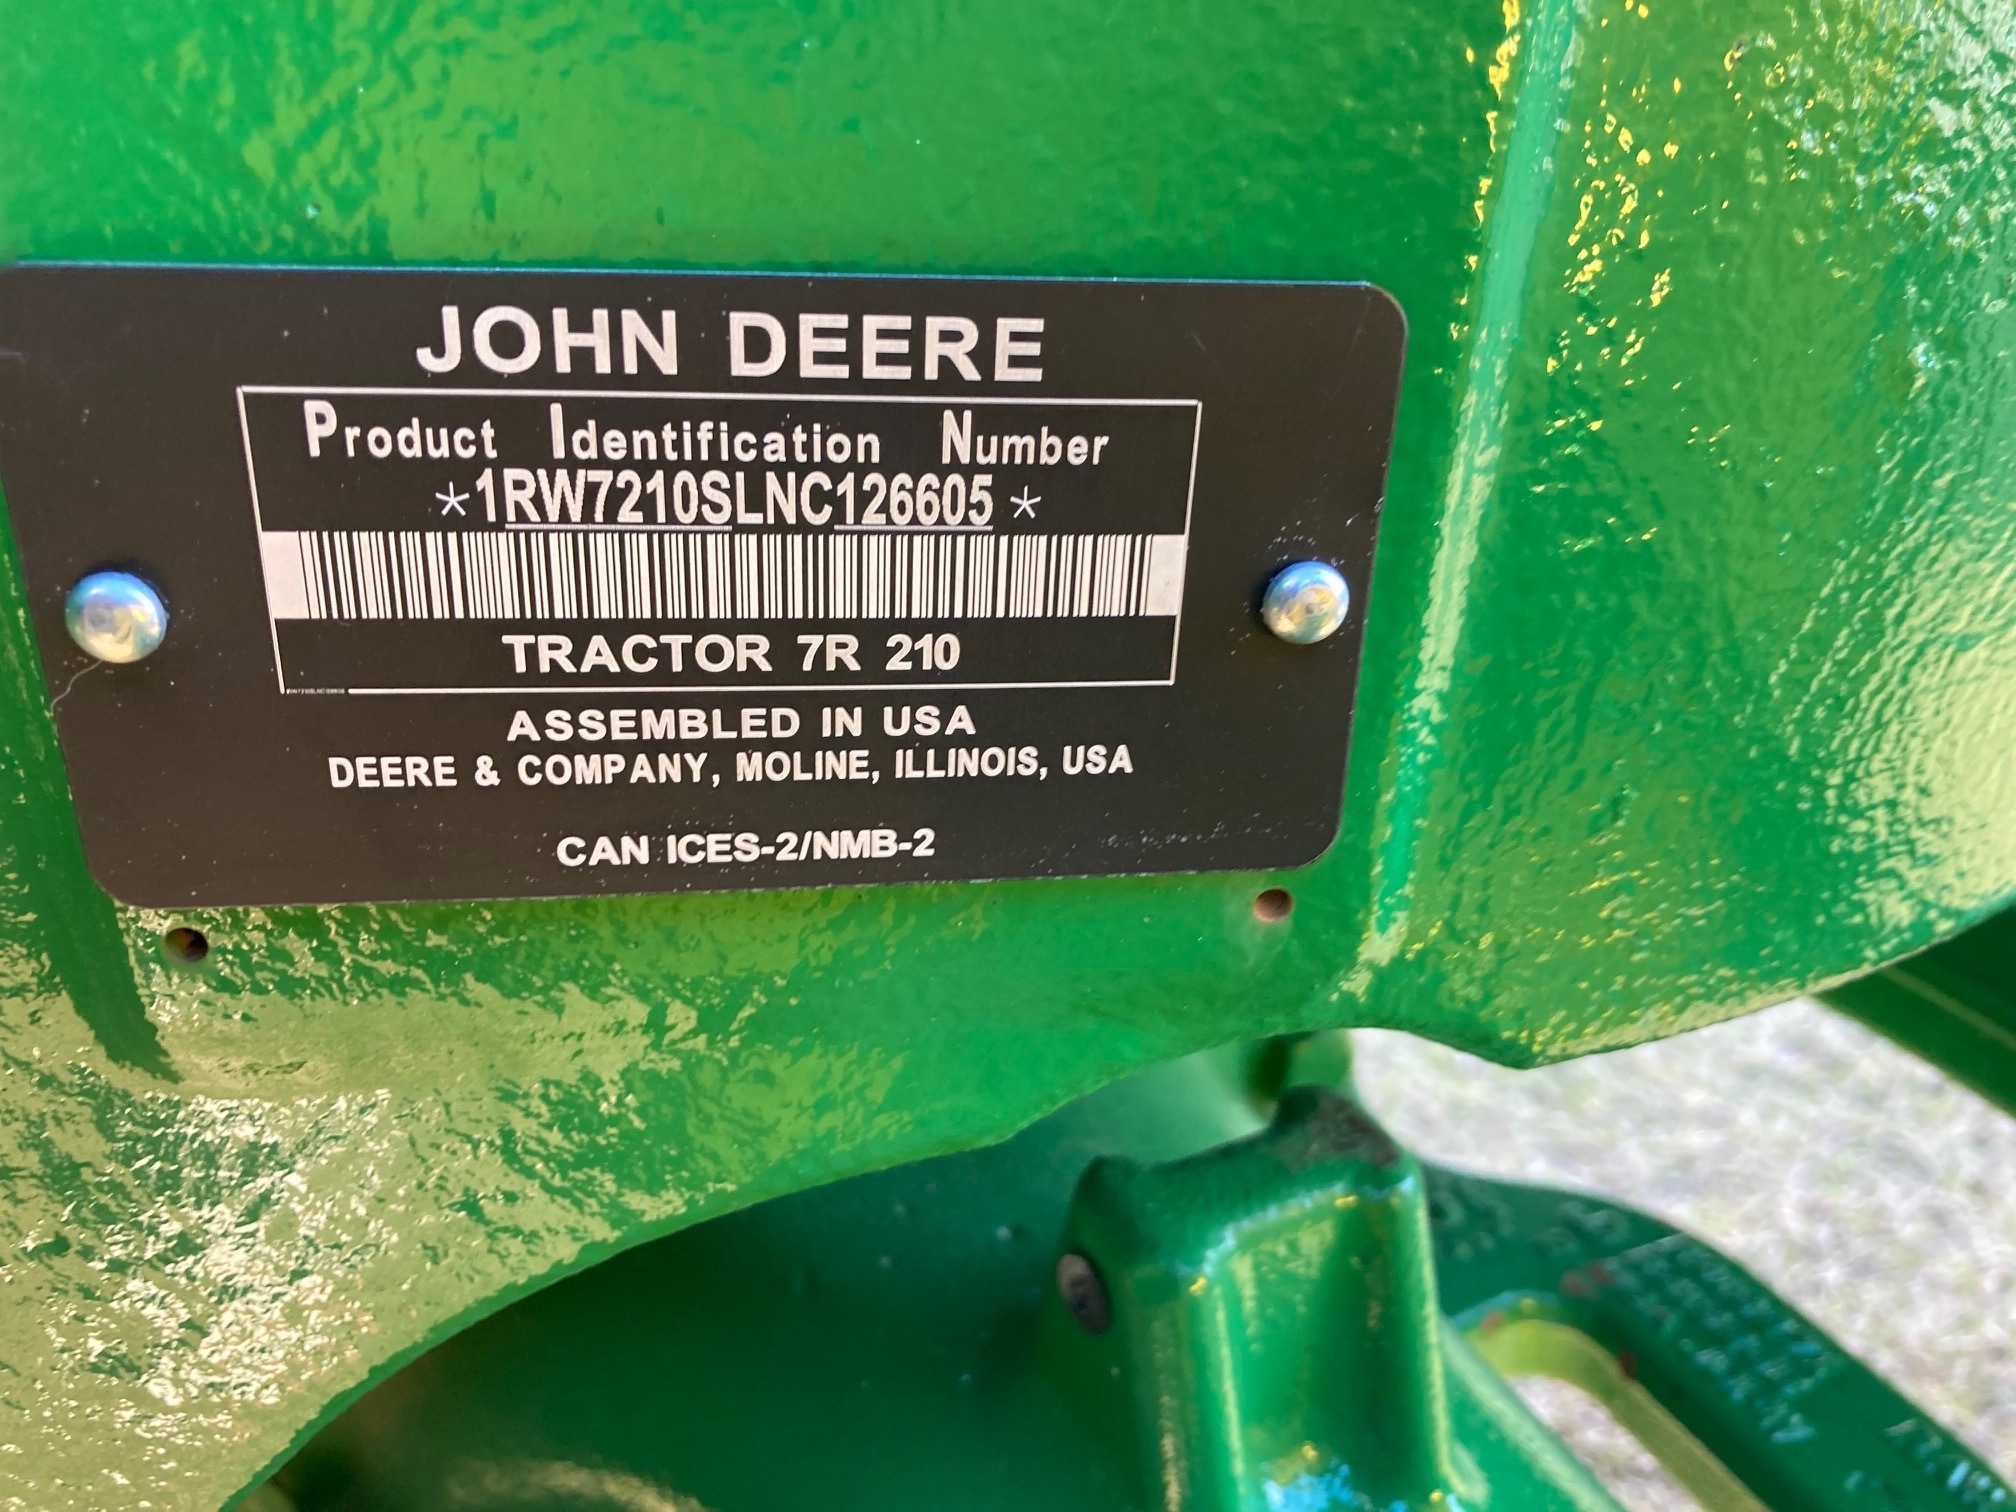 JOHN DEERE
Product Identification Number
*1RW7210SLNC126605*
TRACTOR 7R 210
ASSEMBLED IN USA
DEERE & COMPANY, MOLINE, ILLINOIS, USA
CAN ICES-2/NMB-2